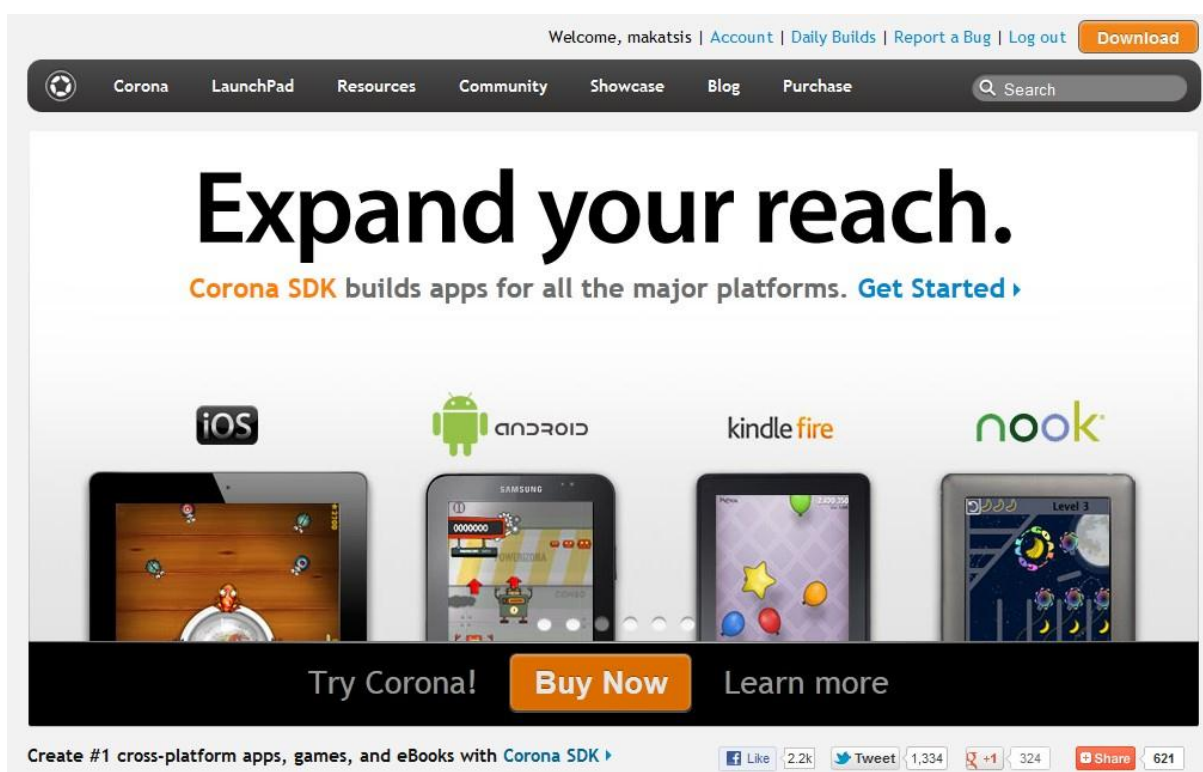 Welcome, makatsis | Account | Daily Builds | Report a Bug | Log out Download
Corona LaunchPad Resources Community Showcase Blog Purchase Search
Expand your reach.
Corona SDK builds apps for all the major platforms. Get Started
iOS android kindle fire nook
SAMSUNG
0000000
Level 3
Try Corona! Buy Now Learn more
Create #1 cross-platform apps, games, and eBooks with Corona SDK Like 2.2k Tweet 1,334 +1 324 Share 621